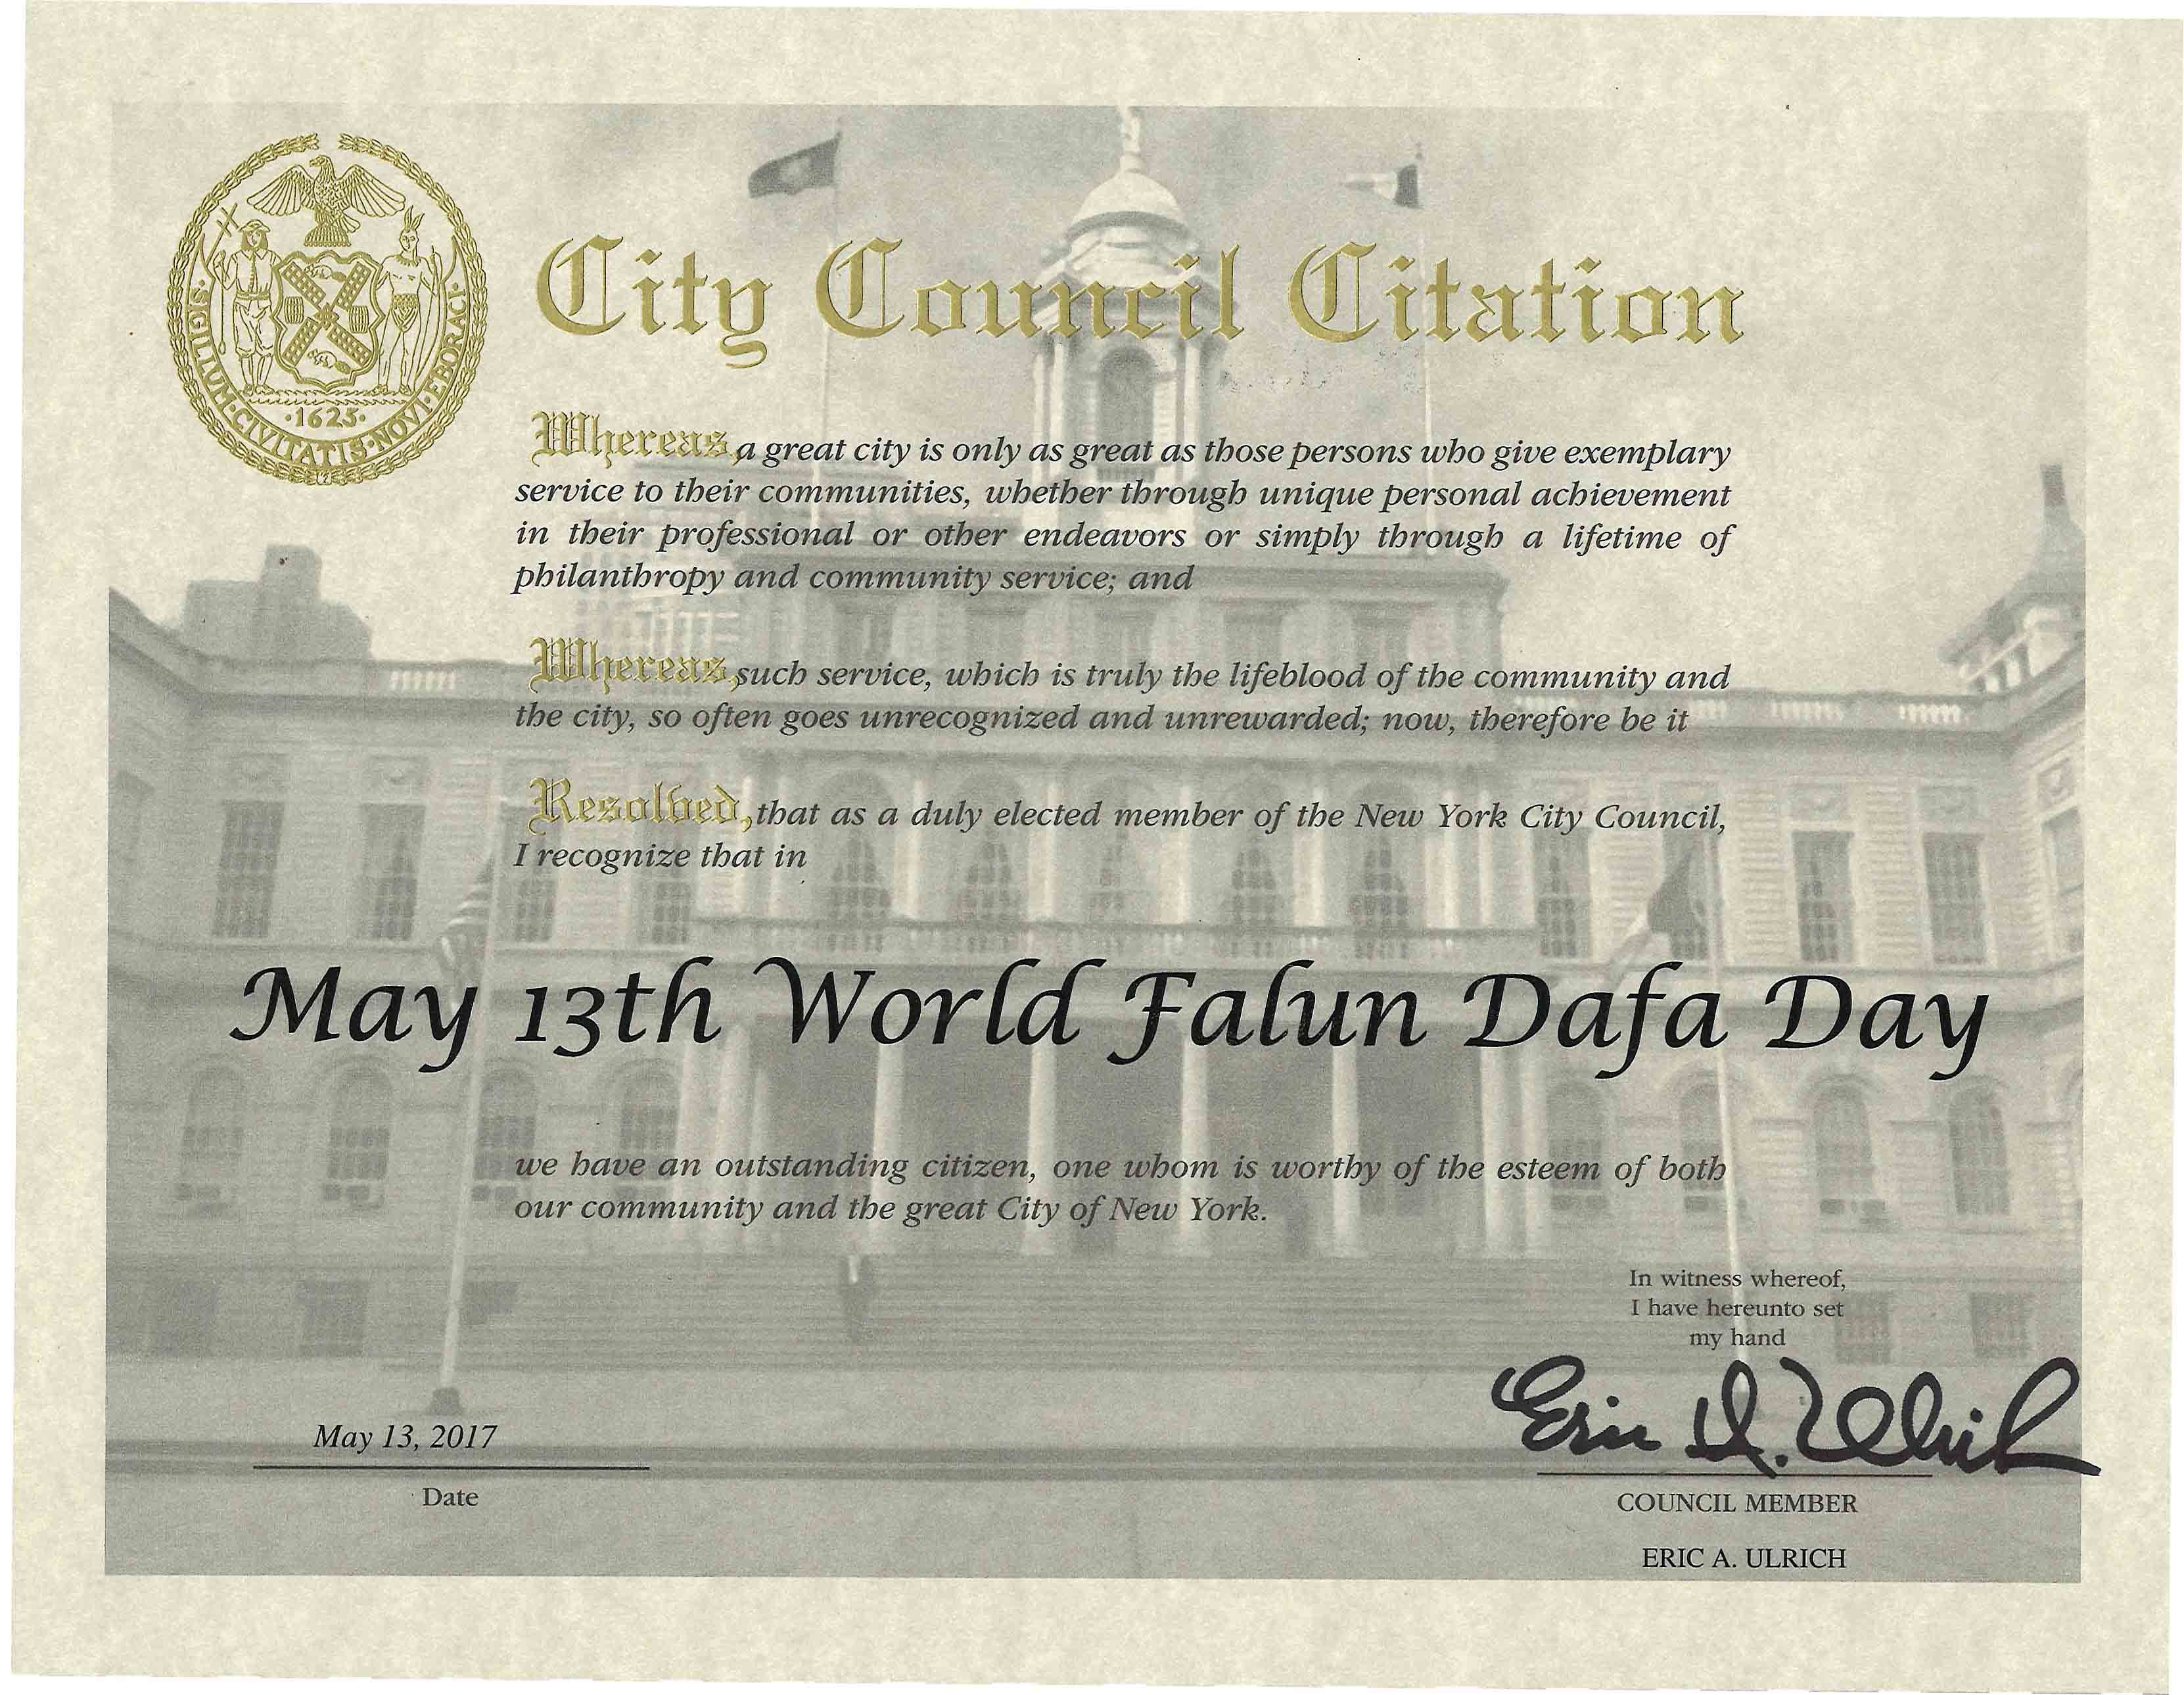 City Council Citation
Whereas, a great city is only as great as those persons who give exemplary
service to their communities, whether through unique personal achievement
in their professional or other endeavors or simply through a lifetime of
philanthropy and community service; and
Whereas, such service, which is truly the lifeblood of the community and
the city, so often goes unrecognized and unrewarded; now, therefore be it
Resolved, that as a duly elected member of the New York City Council,
I recognize that in
May 13th World Falun Dafa Day
we have an outstanding citizen, one whom is worthy of the esteem of both
our community and the great City of New York.
In witness whereof,
I have hereunto set
my hand
May 13, 2017
Date
COUNCIL MEMBER
ERIC A. ULRICH
SIGILLUM·CIVITATIS·NOVI·EBORACI
·1625·